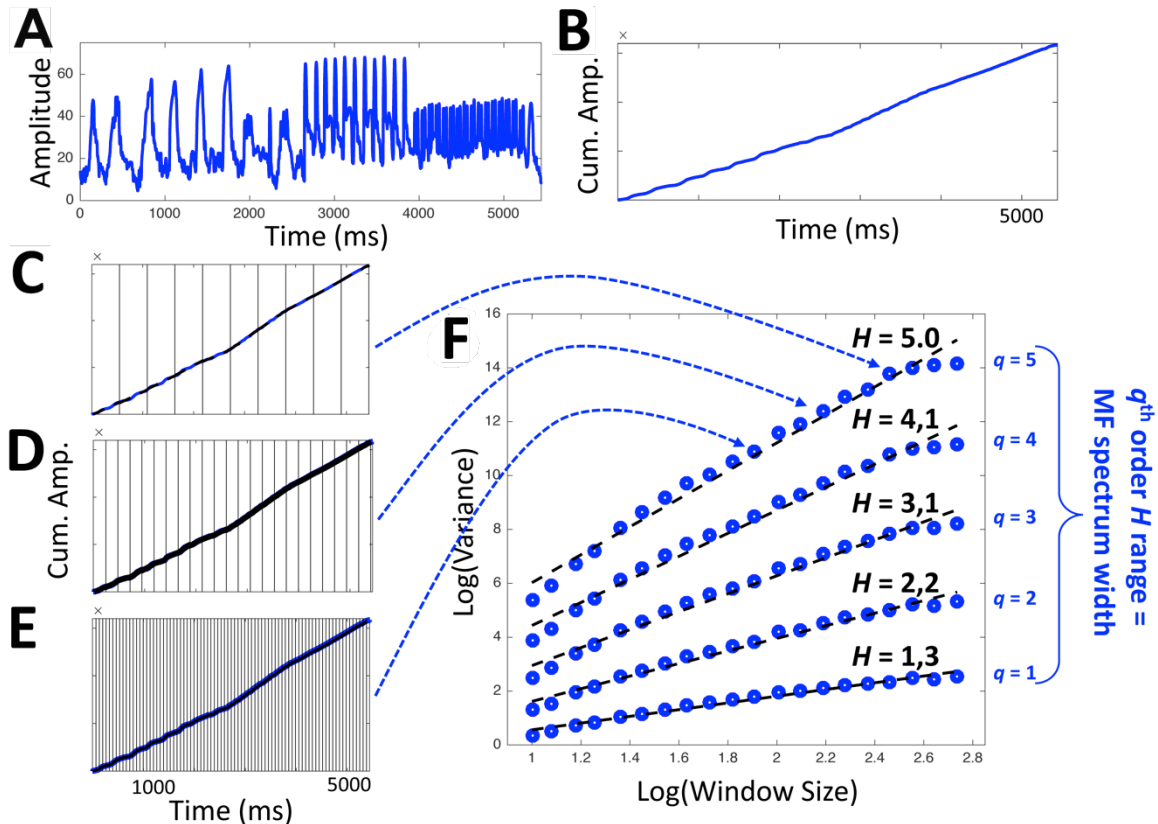 A
Amplitude
60
40
20
0
0 1000 2000 3000 4000 5000
Time (ms)
B
×
Cum. Amp.
5000
Time (ms)
C
×
D
×
Cum. Amp.
E
×
1000 5000
Time (ms)
F
Log(Variance)
16
14
12
10
8
6
4
2
0
1 1.2 1.4 1.6 1.8 2 2.2 2.4 2.6 2.8
Log(Window Size)
H = 5.0
H = 4,1
H = 3,1
H = 2,2
H = 1,3
q = 5
q = 4
q = 3
q = 2
q = 1
qth order H range =
MF spectrum width